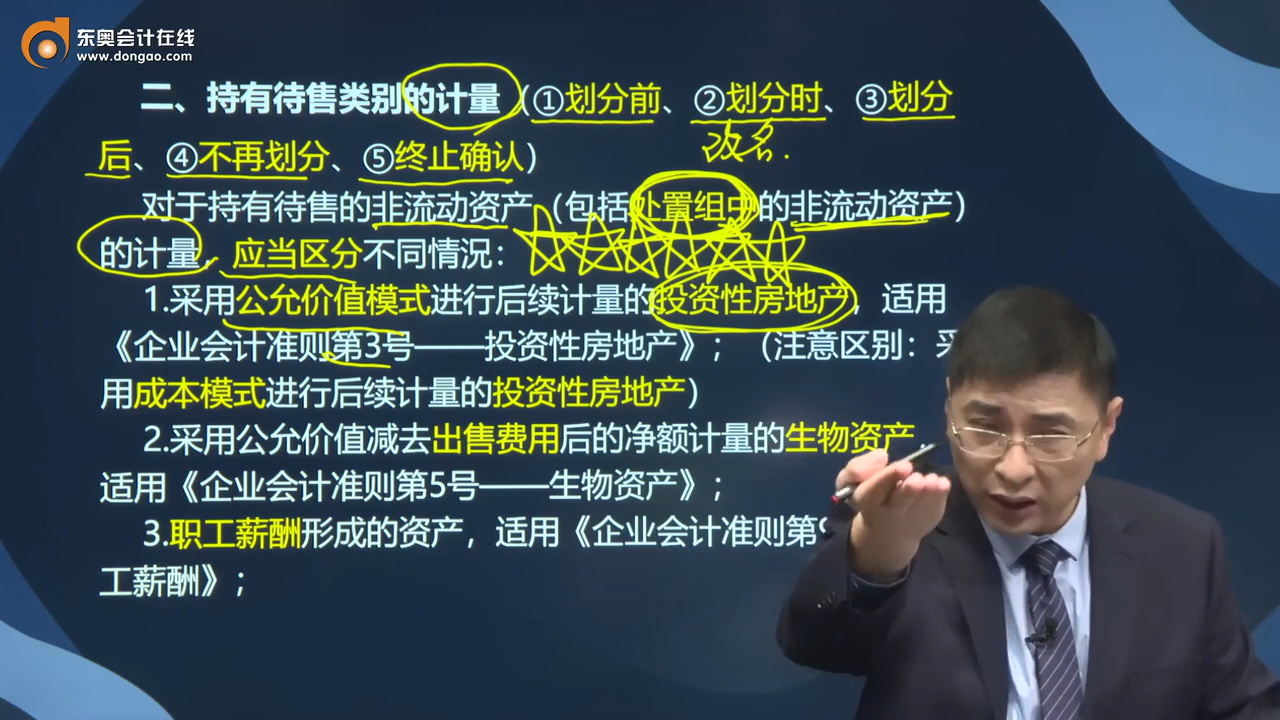 东奥会计在线
www.dongao.com
二、持有待售类别的计量（①划分前、②划分时、③划分
后、④不再划分、⑤终止确认）
改名.
对于持有待售的非流动资产（包括处置组中的非流动资产）
的计量，应当区分不同情况：
1.采用公允价值模式进行后续计量的投资性房地产，适用
《企业会计准则第3号——投资性房地产》；（注意区别：采
用成本模式进行后续计量的投资性房地产）
2.采用公允价值减去出售费用后的净额计量的生物资产，
适用《企业会计准则第5号——生物资产》；
3.职工薪酬形成的资产，适用《企业会计准则第
工薪酬》；